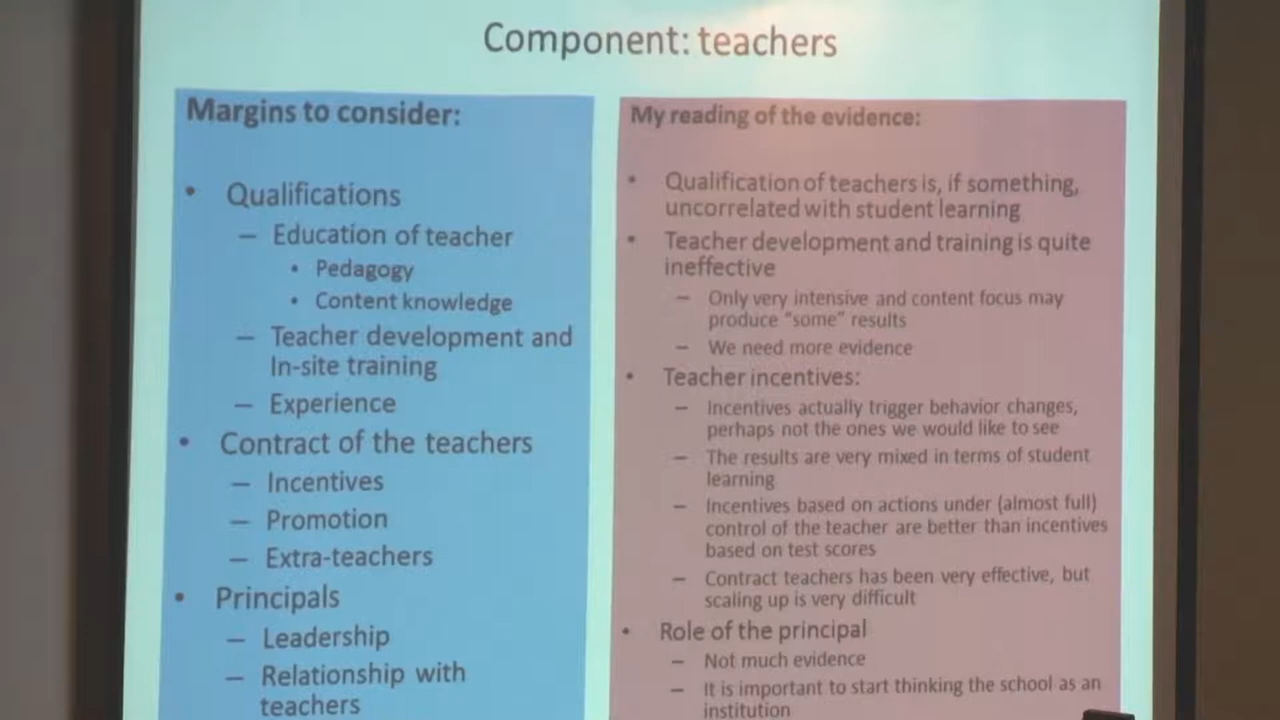 Component: teachers
Margins to consider:
• Qualifications
– Education of teacher
• Pedagogy
• Content knowledge
– Teacher development and
In-site training
– Experience
• Contract of the teachers
– Incentives
– Promotion
– Extra-teachers
• Principals
– Leadership
– Relationship with
teachers
My reading of the evidence:
• Qualification of teachers is, if something,
uncorrelated with student learning
• Teacher development and training is quite
ineffective
– Only very intensive and content focus may
produce “some” results
– We need more evidence
• Teacher incentives:
– Incentives actually trigger behavior changes,
perhaps not the ones we would like to see
– The results are very mixed in terms of student
learning
– Incentives based on actions under (almost full)
control of the teacher are better than incentives
based on test scores
– Contract teachers has been very effective, but
scaling up is very difficult
• Role of the principal
– Not much evidence
– It is important to start thinking the school as an
institution